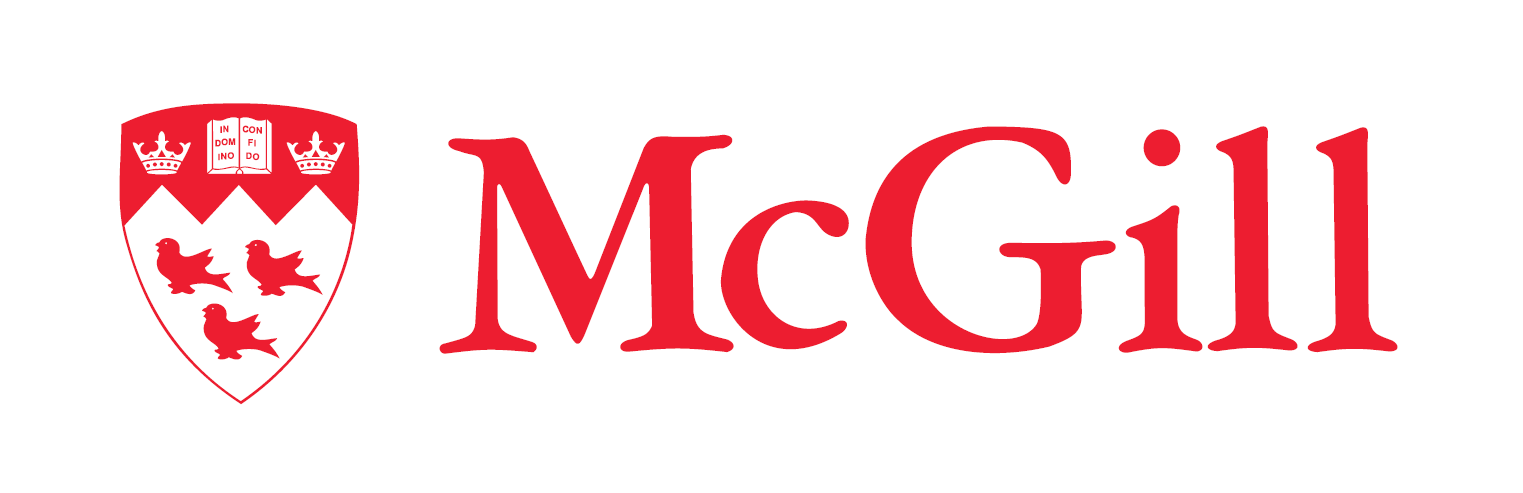 IN CON
DOM FI
INO DO
McGill